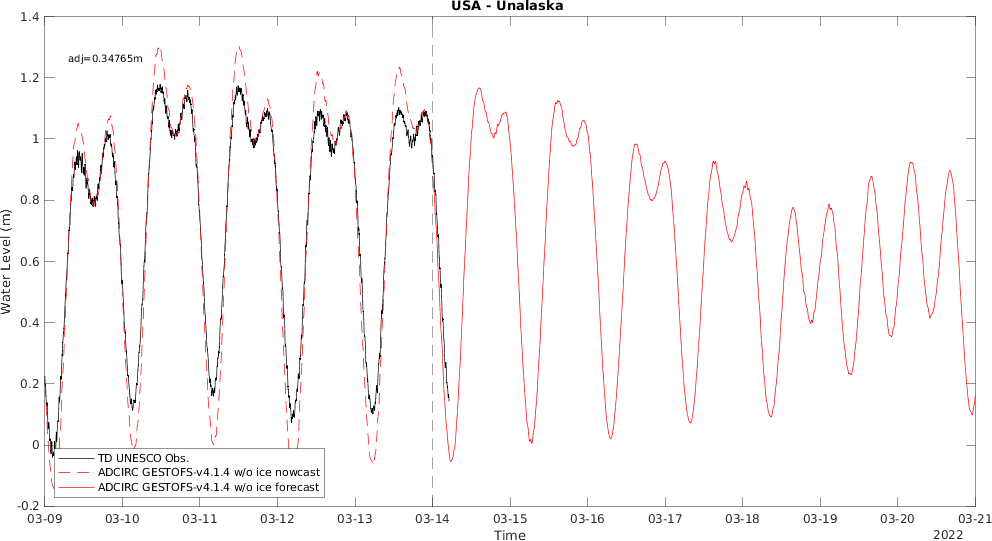 USA - Unalaska
1.4
adj=0.34765m
1.2
1
0.8
0.6
0.4
0.2
0
-0.2
Water Level (m)
TD UNESCO Obs.
ADCIRC GESTOFS-v4.1.4 w/o ice nowcast
ADCIRC GESTOFS-v4.1.4 w/o ice forecast
03-09 03-10 03-11 03-12 03-13 03-14 03-15 03-16 03-17 03-18 03-19 03-20 03-21
Time
2022